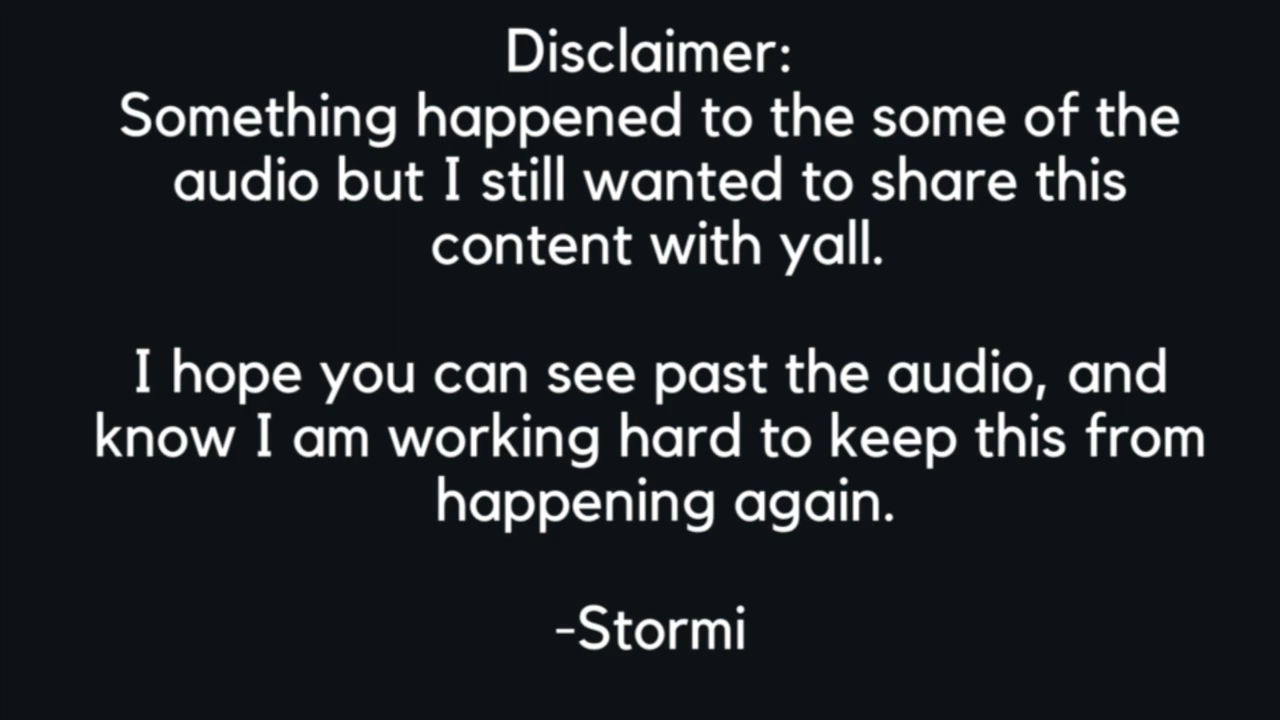 Disclaimer:
Something happened to the some of the
audio but I still wanted to share this
content with yall.
I hope you can see past the audio, and
know I am working hard to keep this from
happening again.
-Stormi